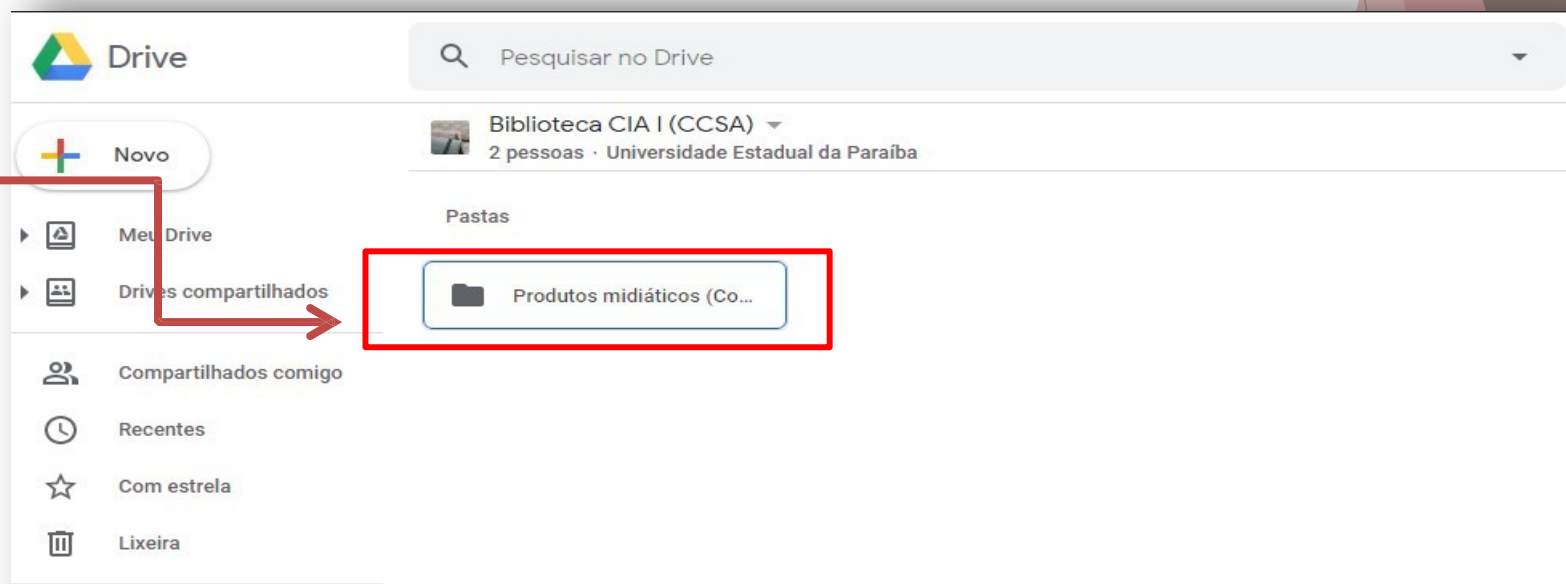 Drive
Pesquisar no Drive
Novo
Meu Drive
Drives compartilhados
Compartilhados comigo
Recentes
Com estrela
Lixeira
Biblioteca CIA I (CCSA)
2 pessoas · Universidade Estadual da Paraíba
Pastas
Produtos midiáticos (Co...